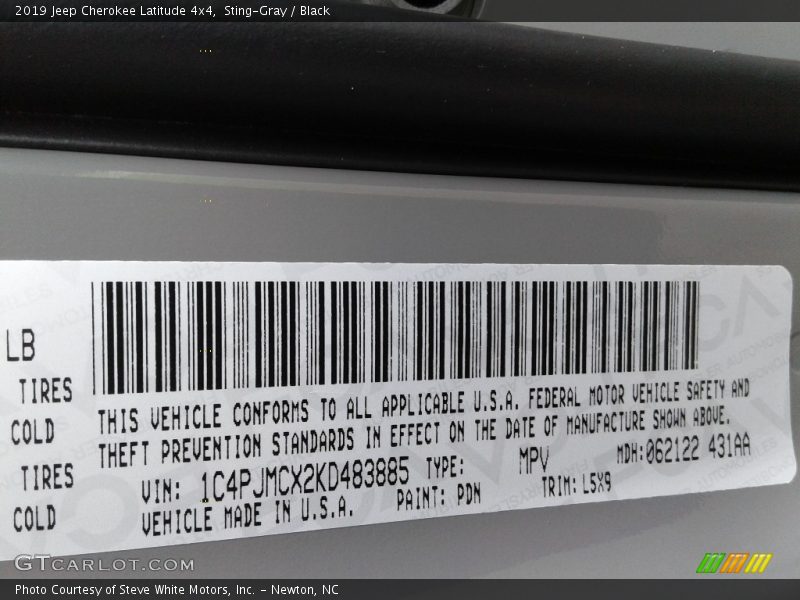 2019 Jeep Cherokee Latitude 4x4,  Sting-Gray / Black
LB
TIRES
COLD
TIRES
COLD
THIS VEHICLE CONFORMS TO ALL APPLICABLE U.S.A. FEDERAL MOTOR VEHICLE SAFETY AND
THEFT PREVENTION STANDARDS IN EFFECT ON THE DATE OF MANUFACTURE SHOWN ABOVE.
VIN: 1C4PJMCX2KD483885 TYPE: MPV MDH:062122 431AA
VEHICLE MADE IN U.S.A. PAINT: PDN TRIM: L5X9
GTCARLOT.COM
Photo Courtesy of Steve White Motors, Inc. - Newton, NC